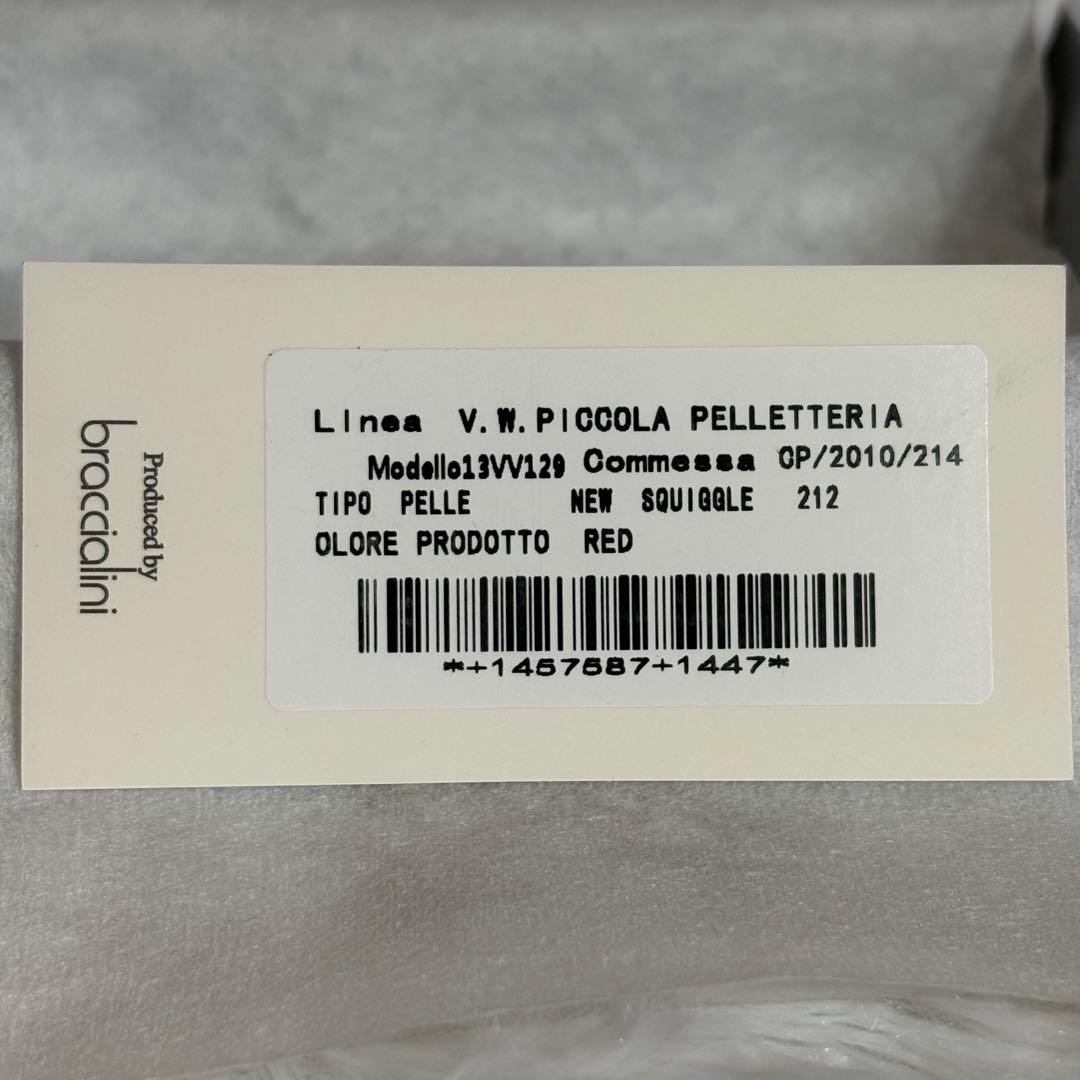 Produced by
braccialini
Linea V.W.PICCOLA PELLETTERIA
Modello13VV129 Commessa CP/2010/214
TIPO PELLE NEW SQUIGGLE 212
OLORE PRODOTTO RED
*+1457587+1447*